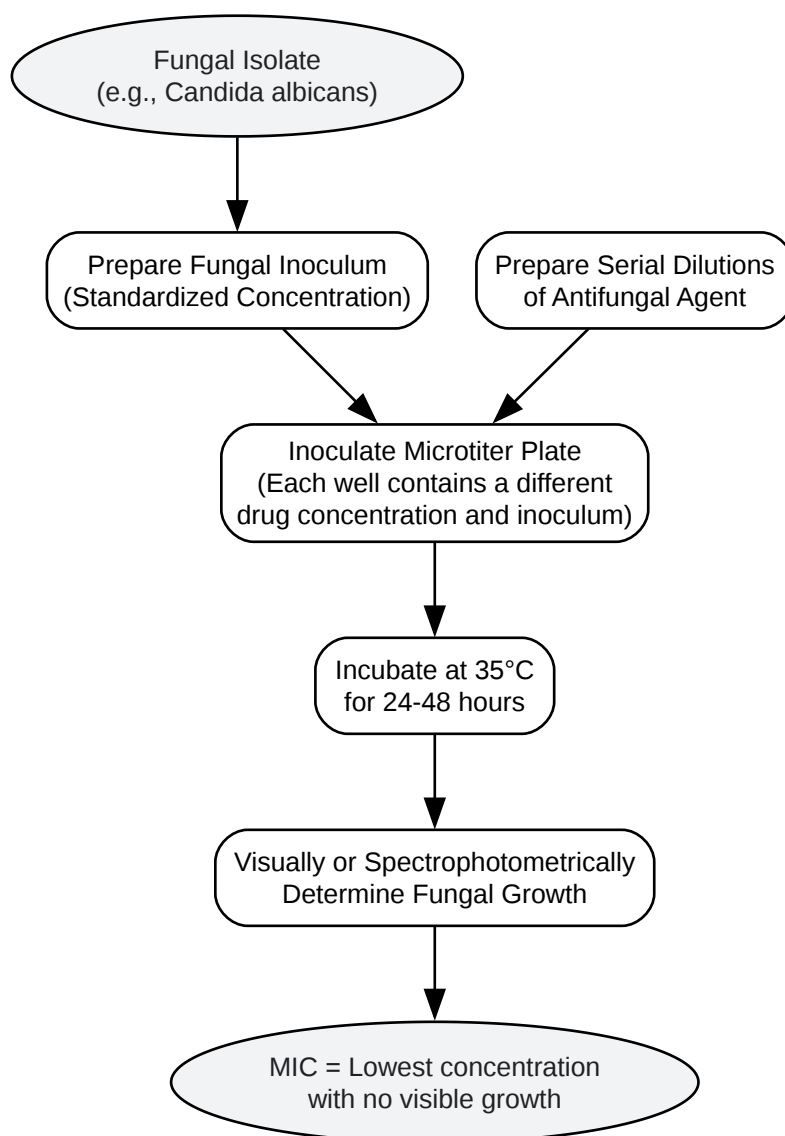 Fungal Isolate
(e.g., Candida albicans)
Prepare Fungal Inoculum
(Standardized Concentration)
Prepare Serial Dilutions
of Antifungal Agent
Inoculate Microtiter Plate
(Each well contains a different
drug concentration and inoculum)
Incubate at 35°C
for 24-48 hours
Visually or Spectrophotometrically
Determine Fungal Growth
MIC = Lowest concentration
with no visible growth